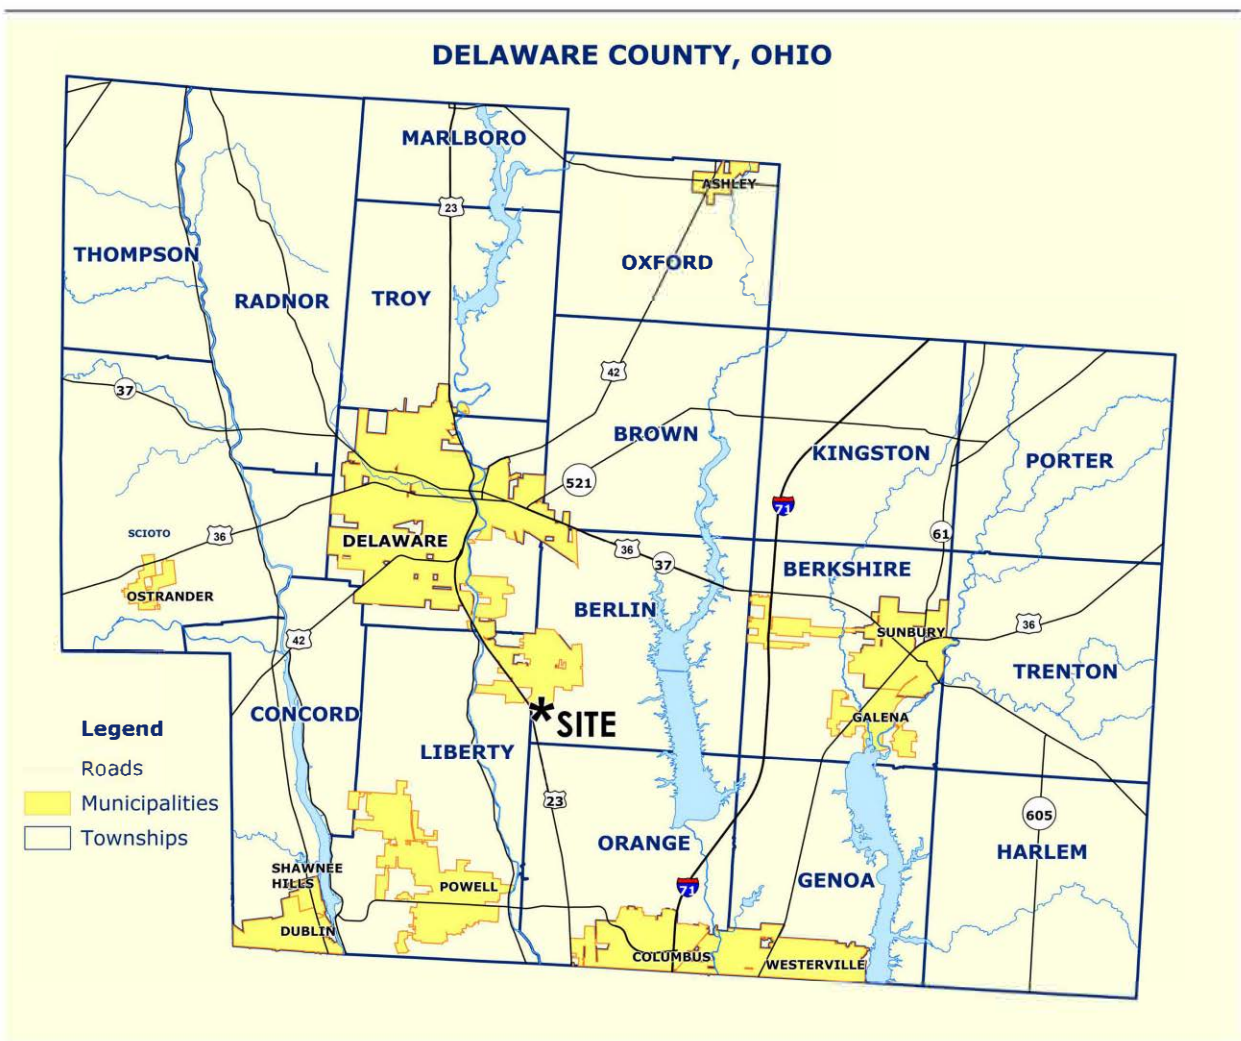 DELAWARE COUNTY, OHIO
MARLBORO
ASHLEY
23
THOMPSON
OXFORD
RADNOR
TROY
42
37
BROWN
KINGSTON
PORTER
521
71
SCIOTO
36
61
DELAWARE
36
37
BERKSHIRE
OSTRANDER
BERLIN
36
SUNBURY
42
TRENTON
CONCORD
*SITE
GALENA
Legend
LIBERTY
Roads
Municipalities
23
605
Townships
ORANGE
HARLEM
SHAWNEE
HILLS
POWELL
71
GENOA
DUBLIN
COLUMBUS
WESTERVILLE